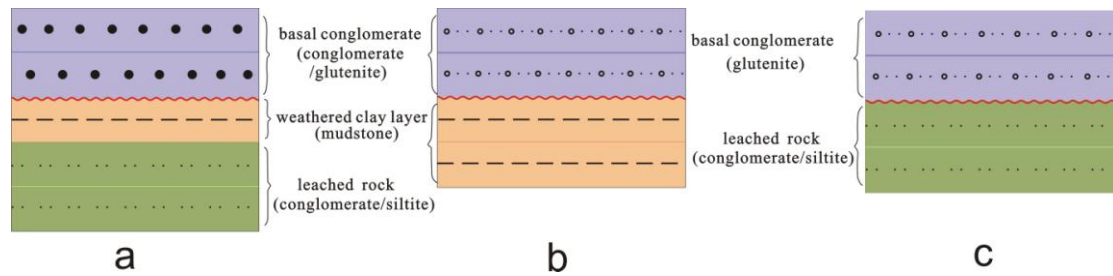 basal conglomerate
(conglomerate
/glutenite)
weathered clay layer
(mudstone)
leached rock
(conglomerate/siltite)
a
b
basal conglomerate
(glutenite)
leached rock
(conglomerate/siltite)
c